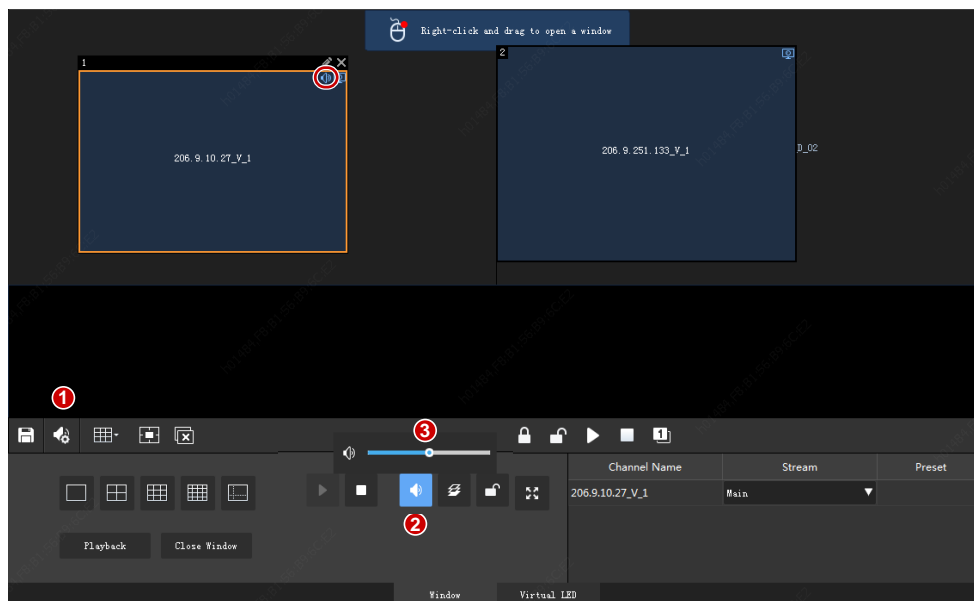 Right-click and drag to open a window
1
2
206.9.10.27_V_1
206.9.251.133_V_1
D_02
1
3
1
Channel Name
Stream
Preset
206.9.10.27_V_1
Main
2
Playback
Close Window
Window
Virtual LED